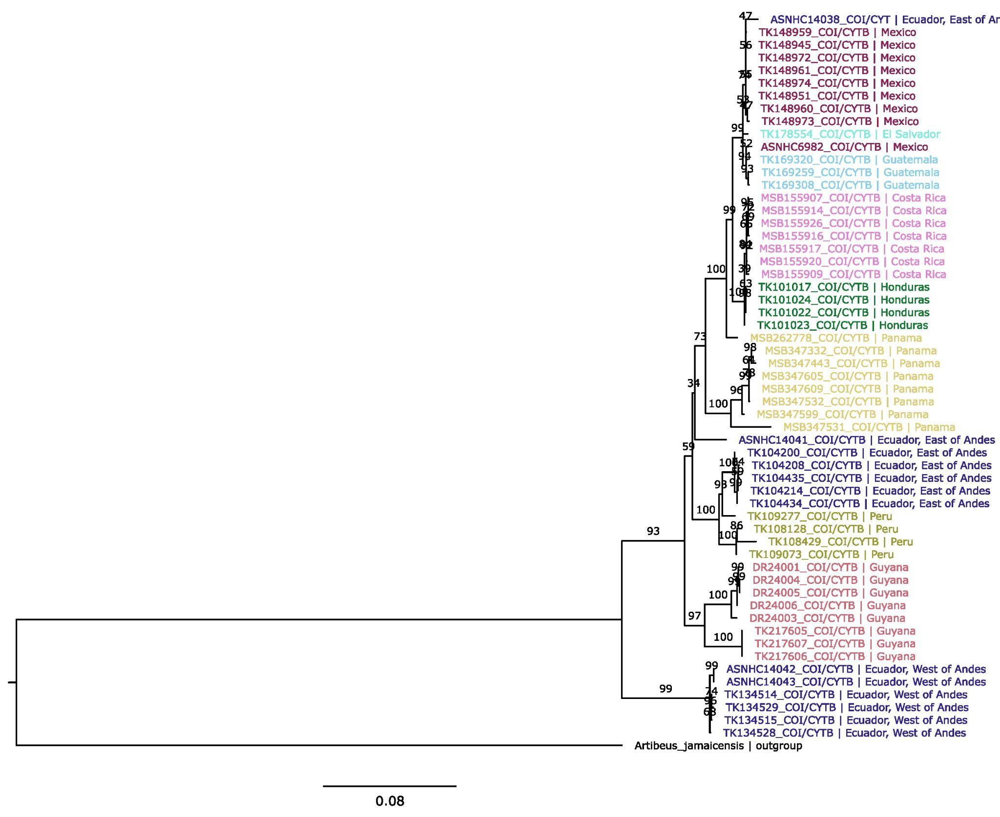 47
ASNHC14038_COI/CYT | Ecuador, East of An
TK148959_COI/CYTB | Mexico
56
TK148945_COI/CYTB | Mexico
TK148972_COI/CYTB | Mexico
TK148961_COI/CYTB | Mexico
TK148974_COI/CYTB | Mexico
TK148951_COI/CYTB | Mexico
53
TK148960_COI/CYTB | Mexico
TK148973_COI/CYTB | Mexico
99
TK178554_COI/CYTB | El Salvador
52
ASNHC6982_COI/CYTB | Mexico
94
TK169320_COI/CYTB | Guatemala
93
TK169259_COI/CYTB | Guatemala
TK169308_COI/CYTB | Guatemala
MSB155907_COI/CYTB | Costa Rica
95
72
99
MSB155914_COI/CYTB | Costa Rica
69
MSB155926_COI/CYTB | Costa Rica
MSB155916_COI/CYTB | Costa Rica
MSB155917_COI/CYTB | Costa Rica
MSB155920_COI/CYTB | Costa Rica
100
39
MSB155909_COI/CYTB | Costa Rica
63
TK101017_COI/CYTB | Honduras
100
98
TK101024_COI/CYTB | Honduras
TK101022_COI/CYTB | Honduras
TK101023_COI/CYTB | Honduras
73
MSB262778_COI/CYTB | Panama
98
MSB347332_COI/CYTB | Panama
MSB347443_COI/CYTB | Panama
99
78
MSB347605_COI/CYTB | Panama
34
96
MSB347609_COI/CYTB | Panama
100
MSB347532_COI/CYTB | Panama
MSB347599_COI/CYTB | Panama
MSB347531_COI/CYTB | Panama
ASNHC14041_COI/CYTB | Ecuador, East of Andes
59
TK104200_COI/CYTB | Ecuador, East of Andes
100
TK104208_COI/CYTB | Ecuador, East of Andes
TK104435_COI/CYTB | Ecuador, East of Andes
93
99
TK104214_COI/CYTB | Ecuador, East of Andes
TK104434_COI/CYTB | Ecuador, East of Andes
100
TK109277_COI/CYTB | Peru
86
TK108128_COI/CYTB | Peru
93
100
TK108429_COI/CYTB | Peru
TK109073_COI/CYTB | Peru
99
DR24001_COI/CYTB | Guyana
99
DR24004_COI/CYTB | Guyana
100
DR24005_COI/CYTB | Guyana
DR24006_COI/CYTB | Guyana
97
DR24003_COI/CYTB | Guyana
TK217605_COI/CYTB | Guyana
100
TK217607_COI/CYTB | Guyana
TK217606_COI/CYTB | Guyana
99
ASNHC14042_COI/CYTB | Ecuador, West of Andes
ASNHC14043_COI/CYTB | Ecuador, West of Andes
99
74
TK134514_COI/CYTB | Ecuador, West of Andes
TK134529_COI/CYTB | Ecuador, West of Andes
68
TK134515_COI/CYTB | Ecuador, West of Andes
TK134528_COI/CYTB | Ecuador, West of Andes
Artibeus_jamaicensis | outgroup
0.08